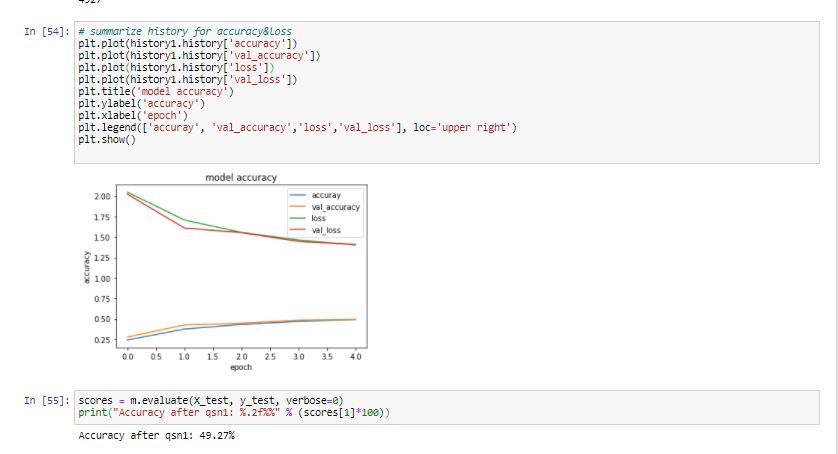 4927
In [54]: # summarize history for accuracy&loss
plt.plot(history1.history['accuracy'])
plt.plot(history1.history['val_accuracy'])
plt.plot(history1.history['loss'])
plt.plot(history1.history['val_loss'])
plt.title('model accuracy')
plt.ylabel('accuracy')
plt.xlabel('epoch')
plt.legend(['accuray', 'val_accuracy','loss','val_loss'], loc='upper right')
plt.show()
model accuracy
accuray
val_accuracy
loss
val_loss
2.00
1.75
1.50
1.25
1.00
0.75
0.50
0.25
accuracy
0.0 0.5 1.0 1.5 2.0 2.5 3.0 3.5 4.0
epoch
In [55]: scores = m.evaluate(X_test, y_test, verbose=0)
print("Accuracy after qsn1: %.2f%%" % (scores[1]*100))
Accuracy after qsn1: 49.27%